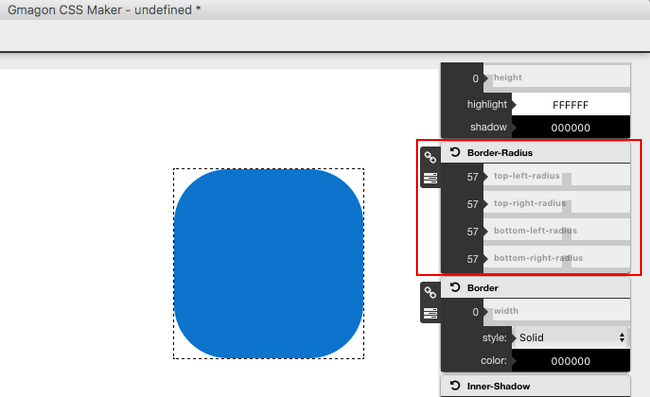 Gmagon CSS Maker - undefined *
0 height
highlight FFFFFF
shadow 000000
Border-Radius
57 top-left-radius
57 top-right-radius
57 bottom-left-radius
57 bottom-right-radius
Border
0 width
style: Solid
color: 000000
Inner-Shadow